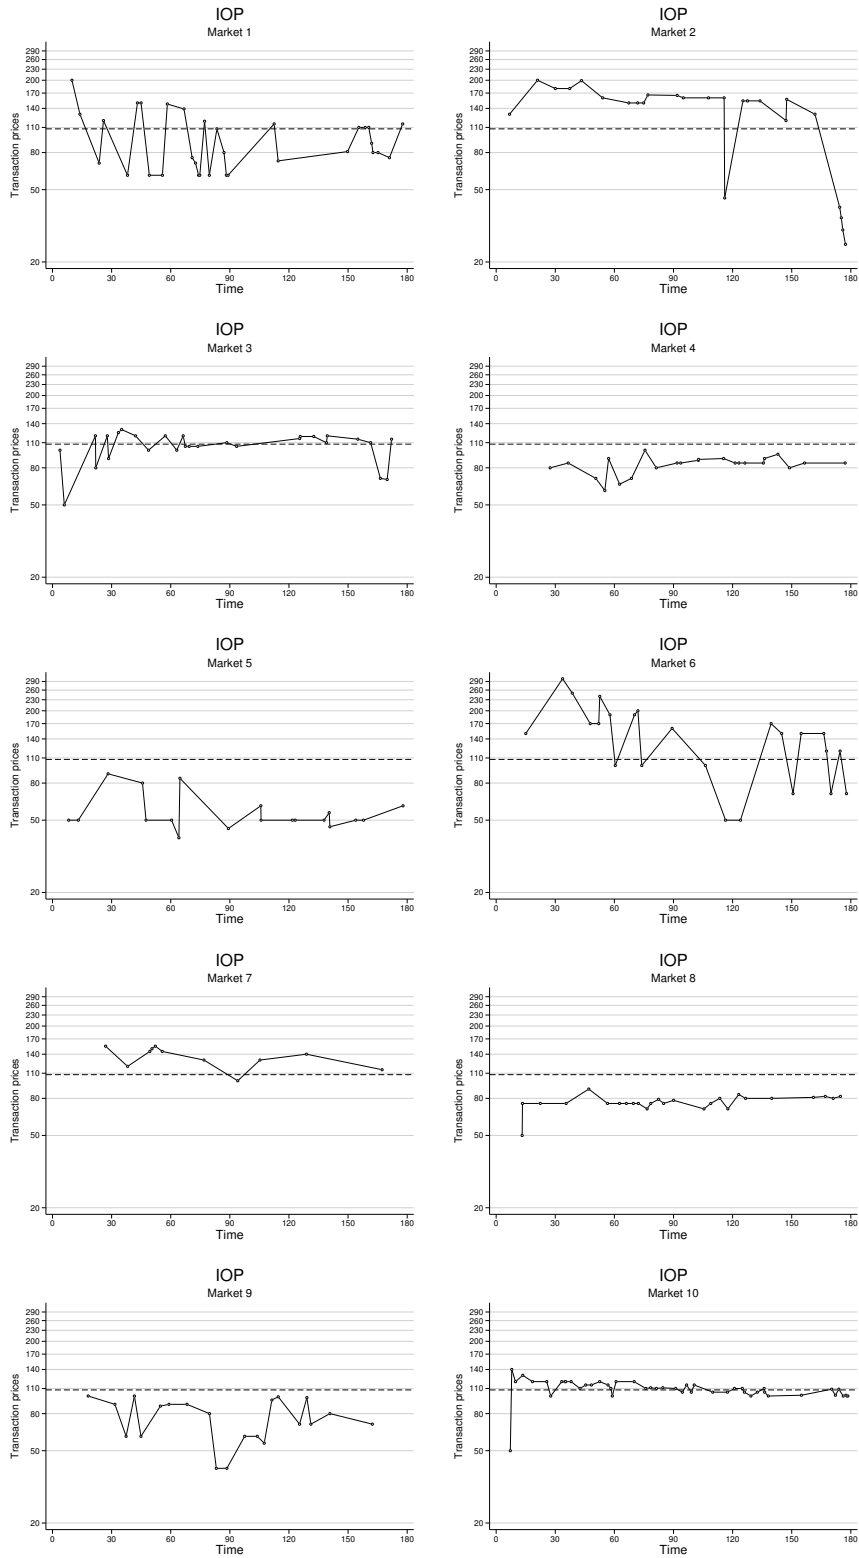 IOP
Market 1
Transaction prices
290
260
230
200
170
140
110
80
50
20
0 30 60 90 120 150 180
Time
IOP
Market 2
Transaction prices
290
260
230
200
170
140
110
80
50
20
0 30 60 90 120 150 180
Time
IOP
Market 3
Transaction prices
290
260
230
200
170
140
110
80
50
20
0 30 60 90 120 150 180
Time
IOP
Market 4
Transaction prices
290
260
230
200
170
140
110
80
50
20
0 30 60 90 120 150 180
Time
IOP
Market 5
Transaction prices
290
260
230
200
170
140
110
80
50
20
0 30 60 90 120 150 180
Time
IOP
Market 6
Transaction prices
290
260
230
200
170
140
110
80
50
20
0 30 60 90 120 150 180
Time
IOP
Market 7
Transaction prices
290
260
230
200
170
140
110
80
50
20
0 30 60 90 120 150 180
Time
IOP
Market 8
Transaction prices
290
260
230
200
170
140
110
80
50
20
0 30 60 90 120 150 180
Time
IOP
Market 9
Transaction prices
290
260
230
200
170
140
110
80
50
20
0 30 60 90 120 150 180
Time
IOP
Market 10
Transaction prices
290
260
230
200
170
140
110
80
50
20
0 30 60 90 120 150 180
Time